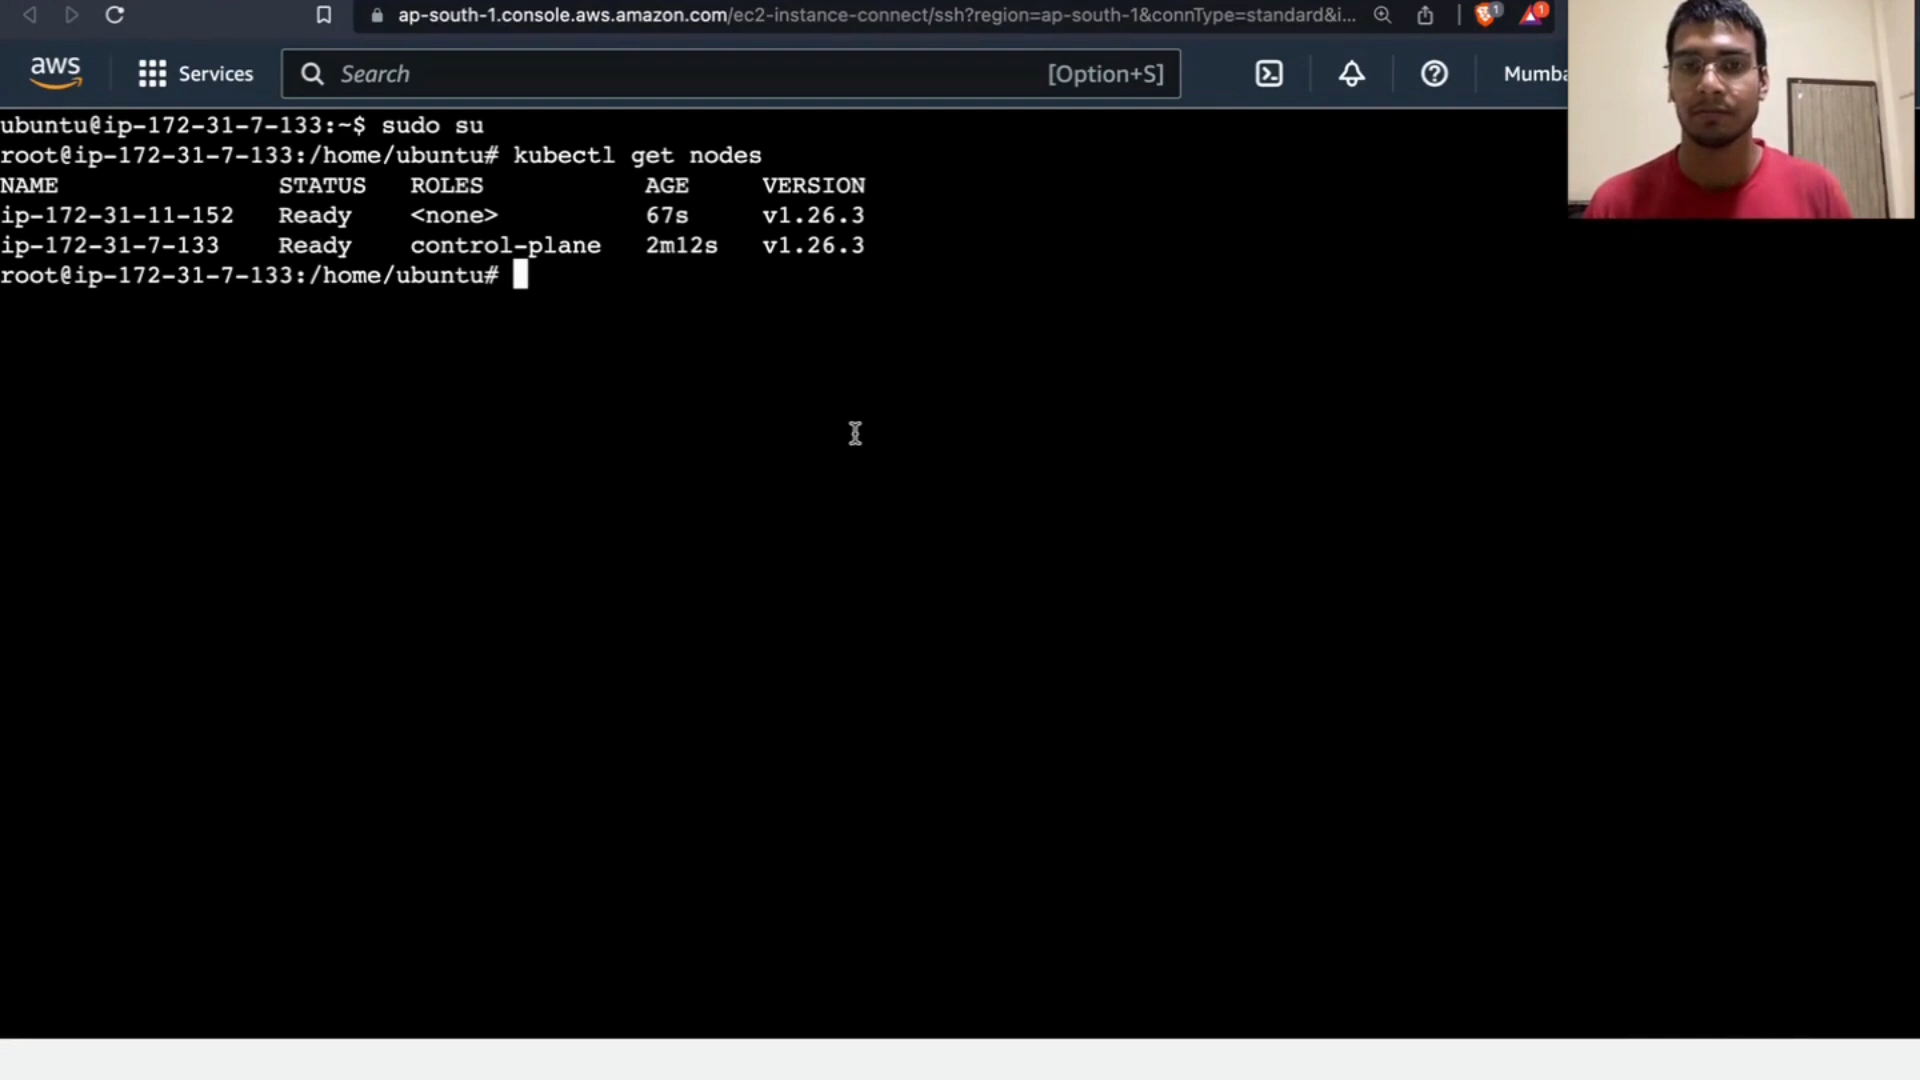 ap-south-1.console.aws.amazon.com/ec2-instance-connect/ssh?region=ap-south-1&connType=standard&i...
1
1
aws
Services
Search
[Option+S]
Mumba
ubuntu@ip-172-31-7-133:~$ sudo su
root@ip-172-31-7-133:/home/ubuntu# kubectl get nodes
NAME STATUS ROLES AGE VERSION
ip-172-31-11-152 Ready <none> 67s v1.26.3
ip-172-31-7-133 Ready control-plane 2m12s v1.26.3
root@ip-172-31-7-133:/home/ubuntu#